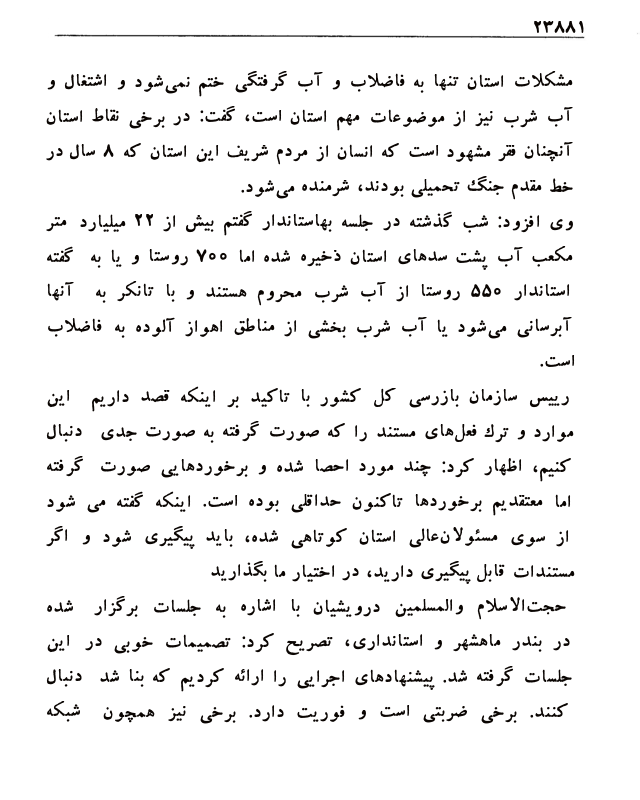 ۲۳۸۸۱
مشکلات استان تنها به فاضلاب و آب گرفتگی ختم نمی‌شود و اشتغال و
آب شرب نیز از موضوعات مهم استان است، گفت: در برخی نقاط استان
آنچنان فقر مشهود است که انسان از مردم شریف این استان که ۸ سال در
خط مقدم جنگ تحمیلی بودند، شرمنده می‌شود.
وی افزود: شب گذشته در جلسه بهاستاندار گفتم بیش از ۲۲ میلیارد متر
مکعب آب پشت سدهای استان ذخیره شده اما ۷۰۰ روستا و یا به گفته
استاندار ۵۵۰ روستا از آب شرب محروم هستند و با تانکر به آنها
آبرسانی می‌شود یا آب شرب بخشی از مناطق اهواز آلوده به فاضلاب
است.
رییس سازمان بازرسی کل کشور با تاکید بر اینکه قصد داریم این
موارد و ترک فعل‌های مستند را که صورت گرفته به صورت جدی دنبال
کنیم، اظهار کرد: چند مورد احصا شده و برخوردهایی صورت گرفته
اما معتقدیم برخوردها تاکنون حداقلی بوده است. اینکه گفته می شود
از سوی مسئولان‌عالی استان کوتاهی شده، باید پیگیری شود و اگر
مستندات قابل پیگیری دارید، در اختیار ما بگذارید
حجت‌الاسلام والمسلمین درویشیان با اشاره به جلسات برگزار شده
در بندر ماهشهر و استانداری، تصریح کرد: تصمیمات خوبی در این
جلسات گرفته شد. پیشنهادهای اجرایی را ارائه کردیم که بنا شد دنبال
کنند. برخی ضربتی است و فوریت دارد. برخی نیز همچون شبکه